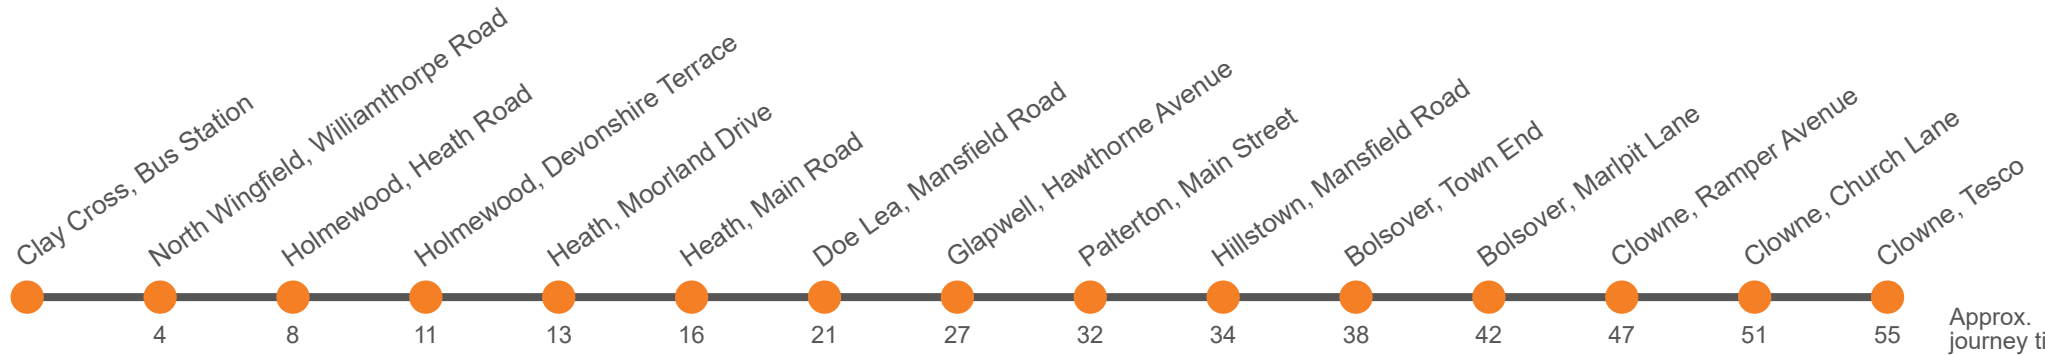 Clay Cross, Bus Station
North Wingfield, Williamthorpe Road
Holmewood, Heath Road
Holmewood, Devonshire Terrace
Heath, Moorland Drive
Heath, Main Road
Doe Lea, Mansfield Road
Glapwell, Hawthorne Avenue
Palterton, Main Street
Hillstown, Mansfield Road
Bolsover, Town End
Bolsover, Marlpit Lane
Clowne, Ramper Avenue
Clowne, Church Lane
Clowne, Tesco
4 8 11 13 16 21 27 32 34 38 42 47 51 55
Approx.
journey